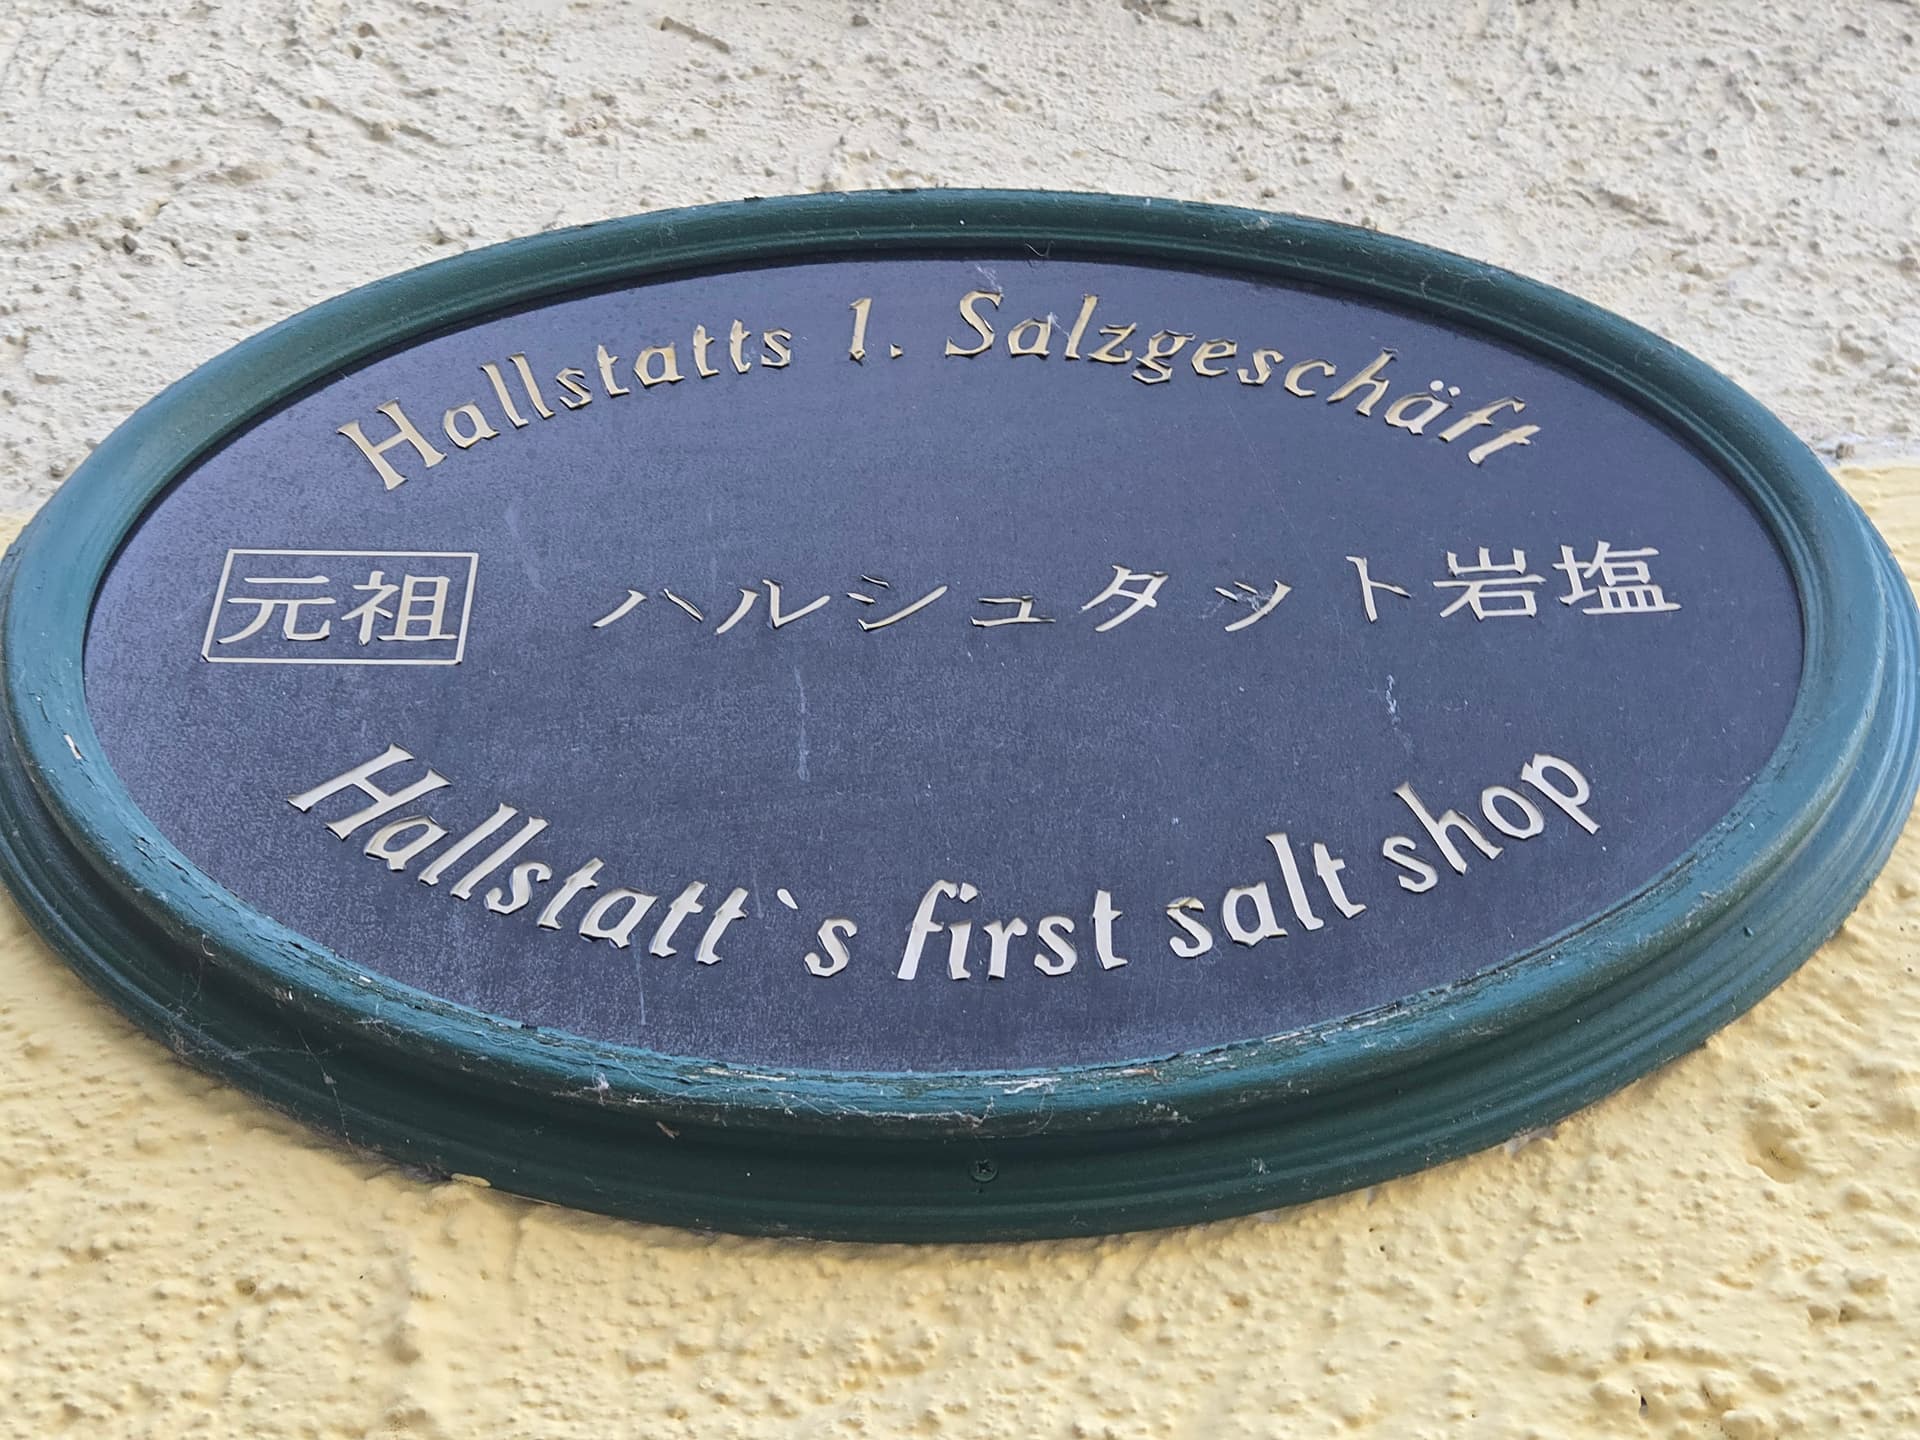 Hallstatts 1. Salzgeschäft
元祖 ハルシュタット岩塩
Hallstatt`s first salt shop